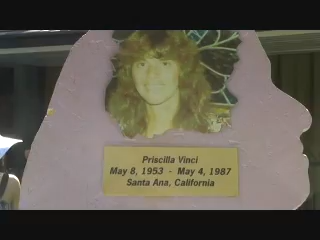 Priscilla Vinci
May 8, 1953 - May 4, 1987
Santa Ana, California